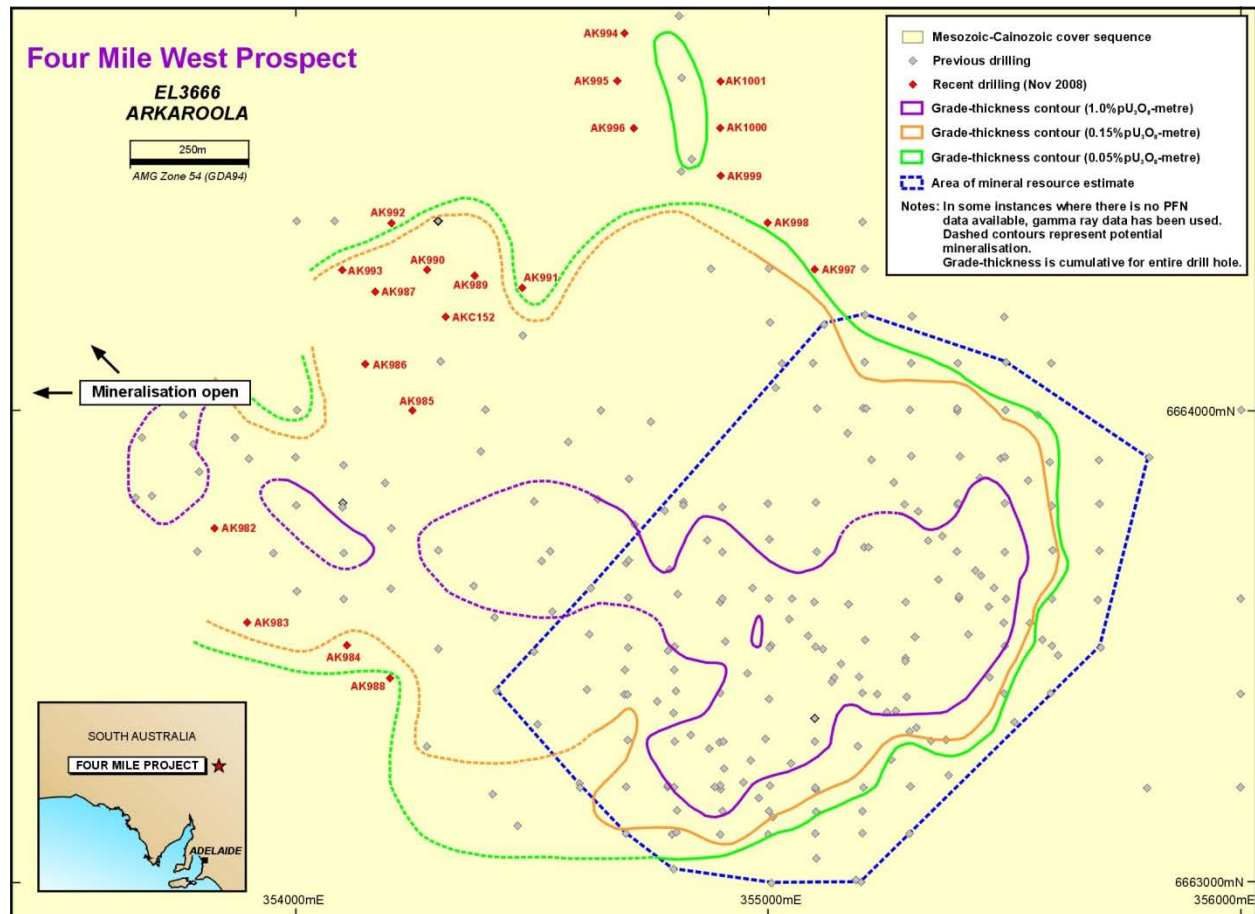 Four Mile West Prospect
EL3666
ARKAROOLA
250m
AMG Zone 54 (GDA94)
Mesozoic-Cainozoic cover sequence
Previous drilling
Recent drilling (Nov 2008)
Grade-thickness contour (1.0%pU₃O₈-metre)
Grade-thickness contour (0.15%pU₃O₈-metre)
Grade-thickness contour (0.05%pU₃O₈-metre)
Area of mineral resource estimate
Notes: In some instances where there is no PFN
data available, gamma ray data has been used.
Dashed contours represent potential
mineralisation.
Grade-thickness is cumulative for entire drill hole.
AK994
AK995
AK1001
AK996
AK1000
AK999
AK992
AK998
AK993
AK990
AK989
AK991
AK997
AK987
AKC152
AK986
Mineralisation open
AK985
6664000mN
AK982
AK983
AK984
AK988
SOUTH AUSTRALIA
FOUR MILE PROJECT
ADELAIDE
6663000mN
354000mE
355000mE
356000mE